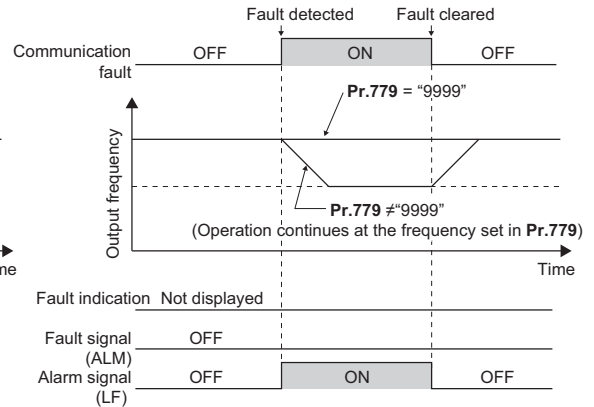 Fault detected Fault cleared
Communication fault OFF ON OFF
Pr.779 = “9999”
Output frequency
Pr.779 ≠“9999”
(Operation continues at the frequency set in Pr.779)
me
Time
Fault indication Not displayed
Fault signal (ALM) OFF
Alarm signal (LF) OFF ON OFF